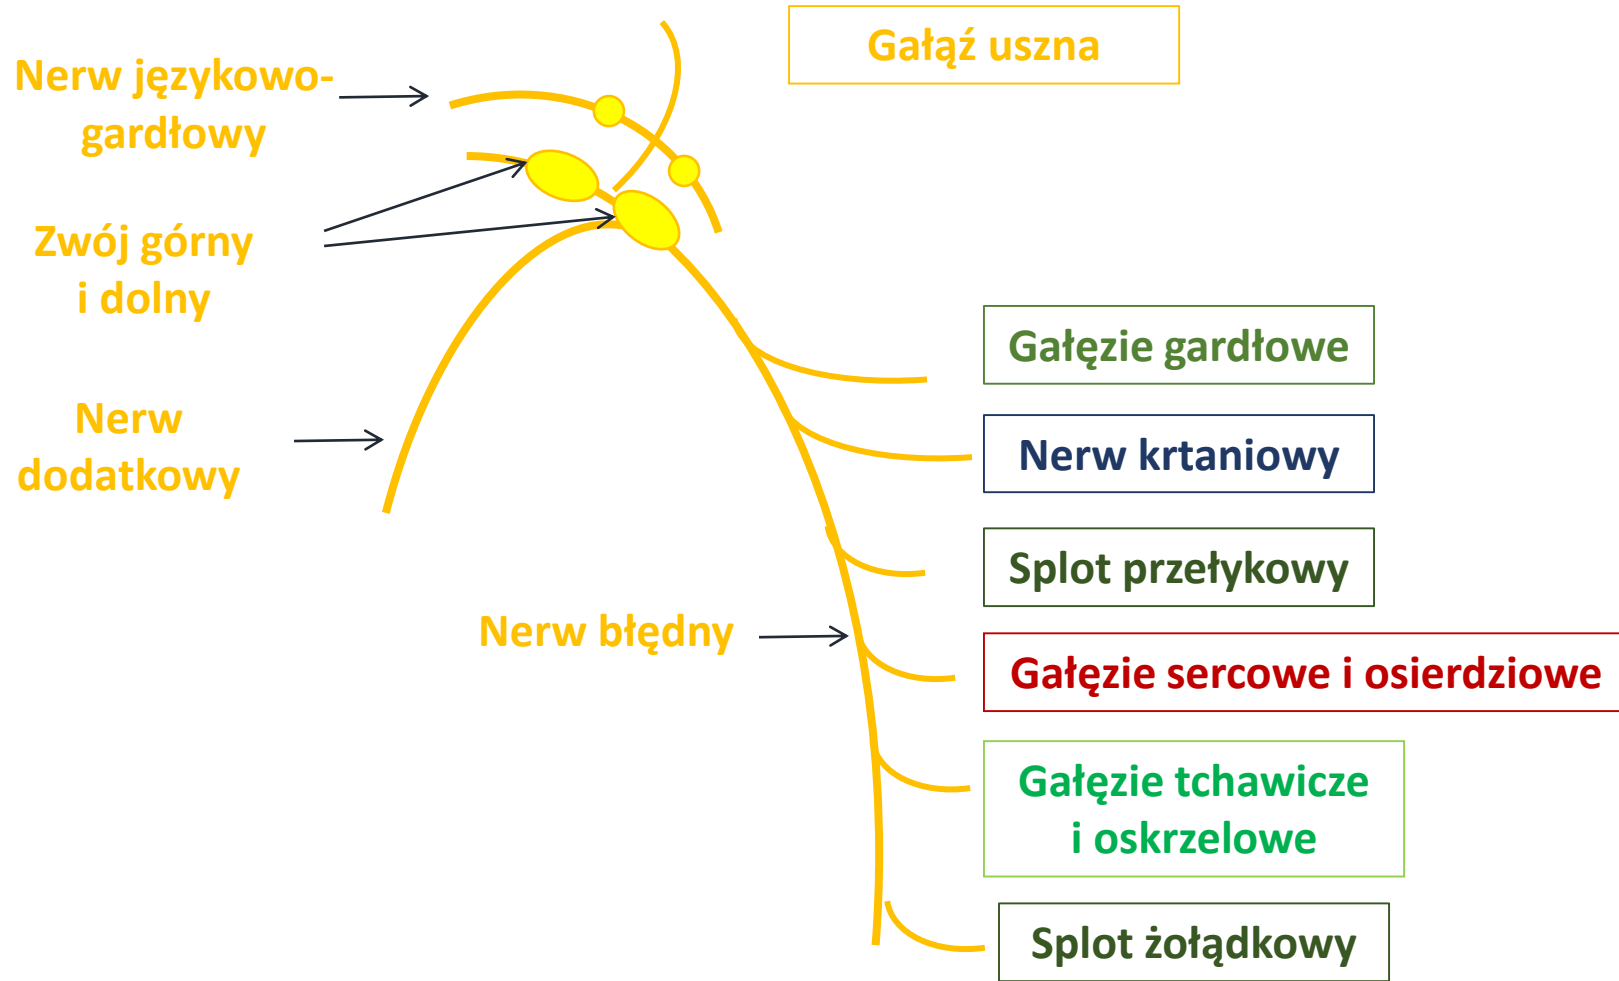 Gałąź uszna
Nerw językowo-
gardłowy
Zwój górny
i dolny
Nerw
dodatkowy
Nerw błędny
Gałęzie gardłowe
Nerw krtaniowy
Splot przełykowy
Gałęzie sercowe i osierdziowe
Gałęzie tchawicze
i oskrzelowe
Splot żołądkowy